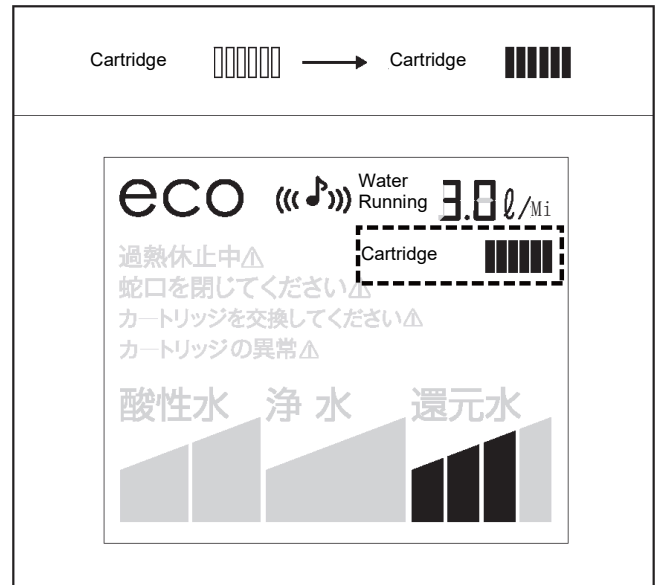 Cartridge → Cartridge
eco
Water
Running
3.0 ℓ/Mi
Cartridge
過熱休止中⚠
蛇口を閉じてください⚠
カートリッジを交換してください⚠
カートリッジの異常⚠
酸性水 浄水 還元水